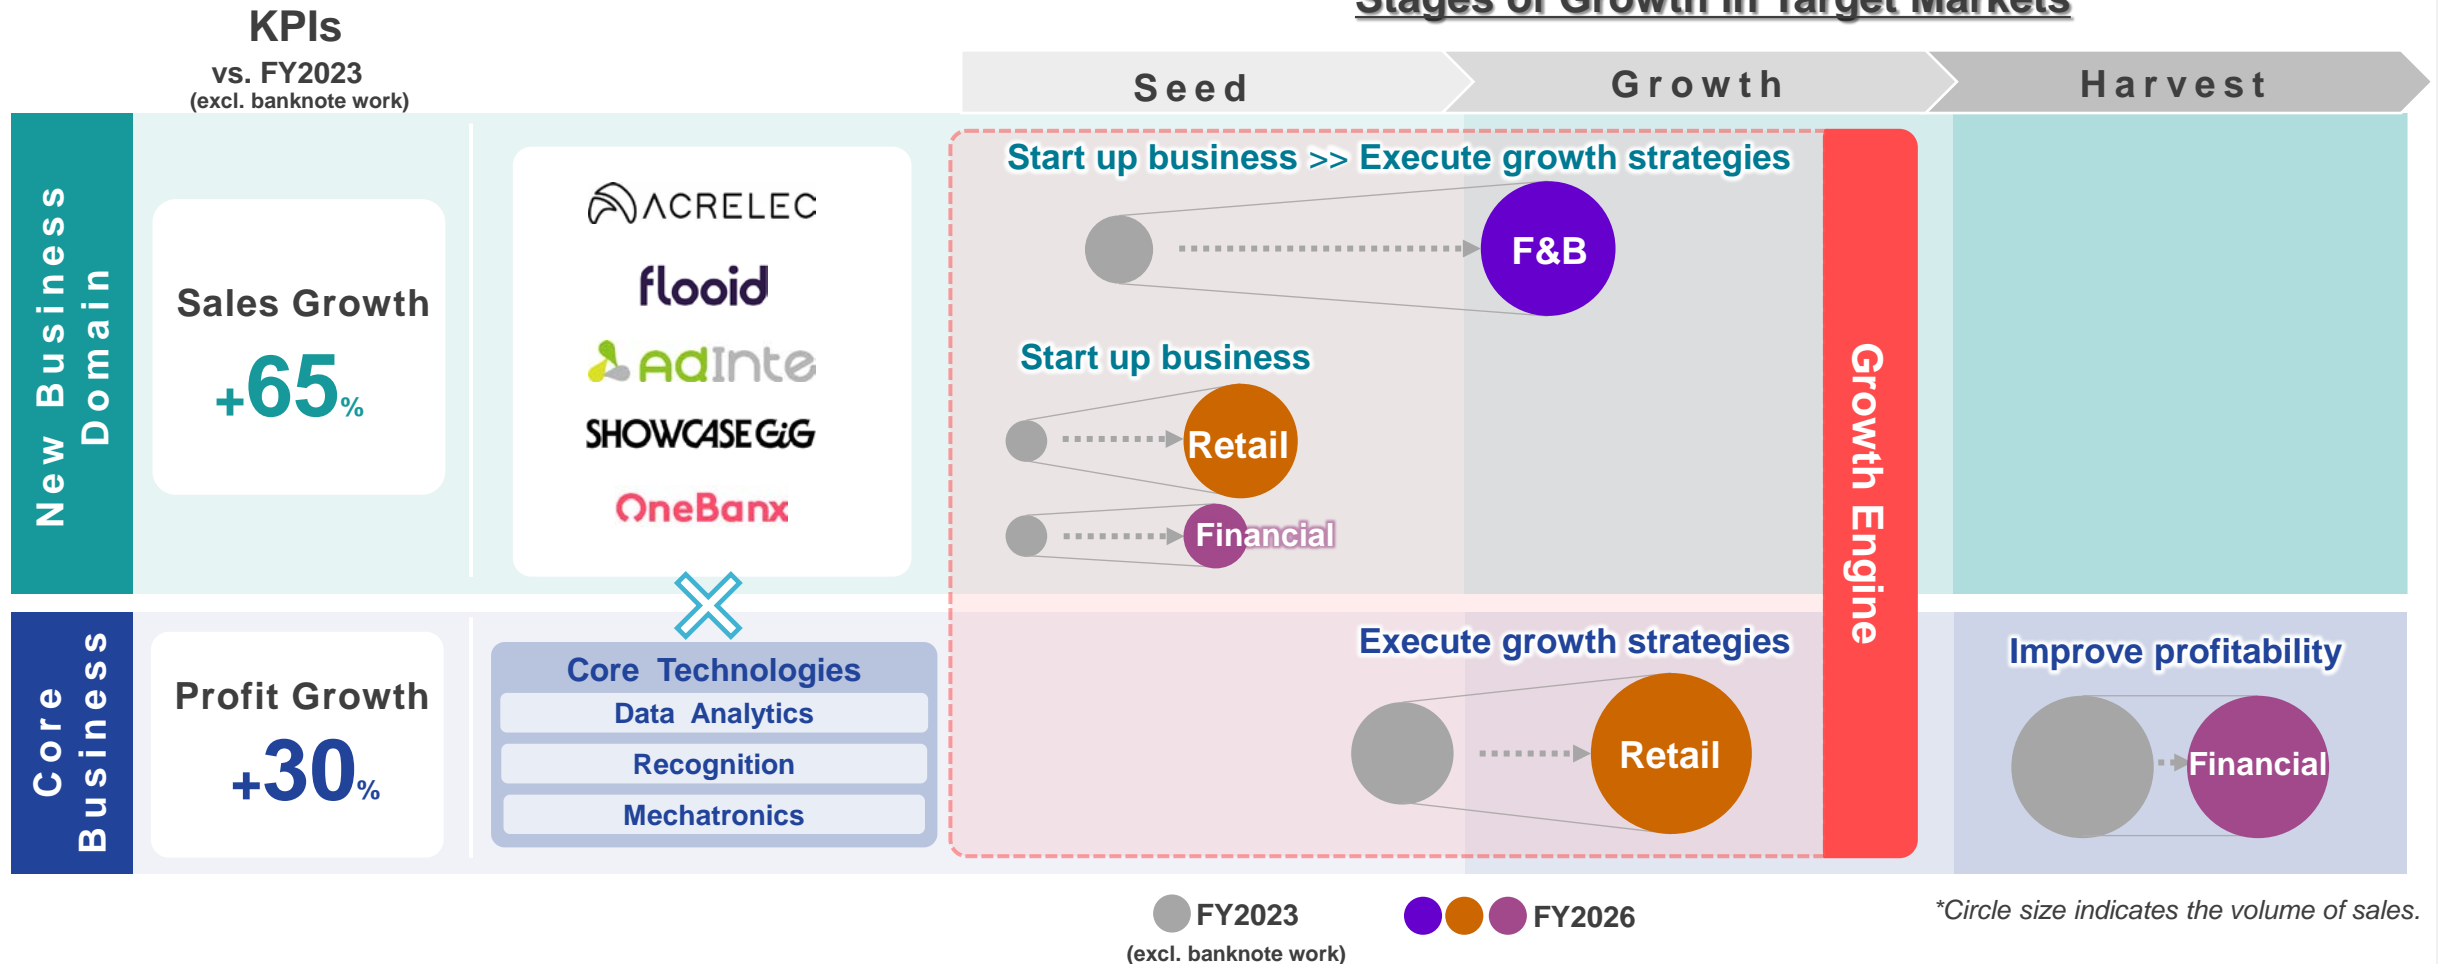 Stages of Growth in Target Markets
KPIs
vs. FY2023
(excl. banknote work)
Seed
Growth
Harvest
New Business
Domain
Sales Growth
+65%
ACRELEC
flooid
AdInte
SHOWCASE GiG
OneBanx
Start up business >> Execute growth strategies
F&B
Start up business
Retail
Financial
Growth Engine
Core
Business
Profit Growth
+30%
Core Technologies
Data Analytics
Recognition
Mechatronics
Execute growth strategies
Retail
Improve profitability
Financial
FY2023
(excl. banknote work)
FY2026
*Circle size indicates the volume of sales.